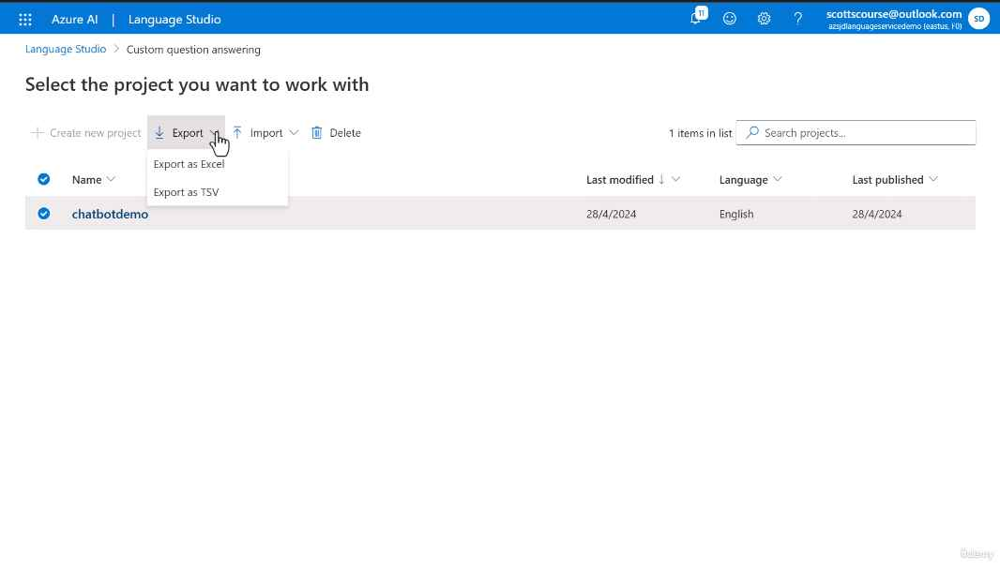 Azure AI | Language Studio
11
?
scottscourse@outlook.com
azsjdlanguageservicedemo (eastus, F0)
SD
Language Studio > Custom question answering
Select the project you want to work with
Create new project Export Import Delete
1 items in list Search projects...
Export as Excel
Export as TSV
Name Last modified ↓ Language Last published
chatbotdemo 28/4/2024 English 28/4/2024
Udemy